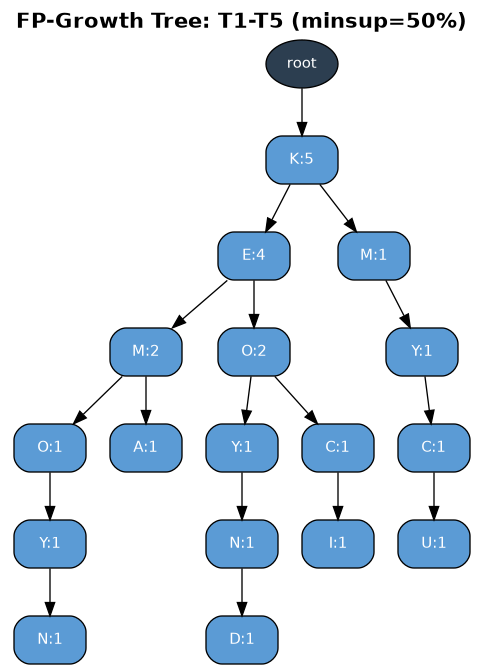 FP-Growth Tree: T1-T5 (minsup=50%)
root
K:5
E:4 M:1
M:2 O:2 Y:1
O:1 A:1 Y:1 C:1 C:1
Y:1 N:1 I:1 U:1
N:1 D:1